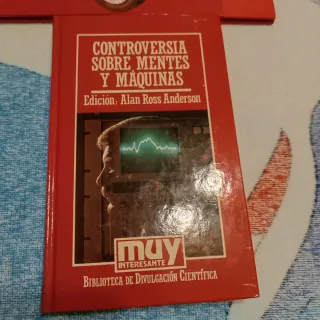 CONTROVERSIA
SOBRE MENTES
Y MÁQUINAS
Edición: Alan Ross Anderson
muy
INTERESANTE
BIBLIOTECA DE DIVULGACIÓN CIENTÍFICA